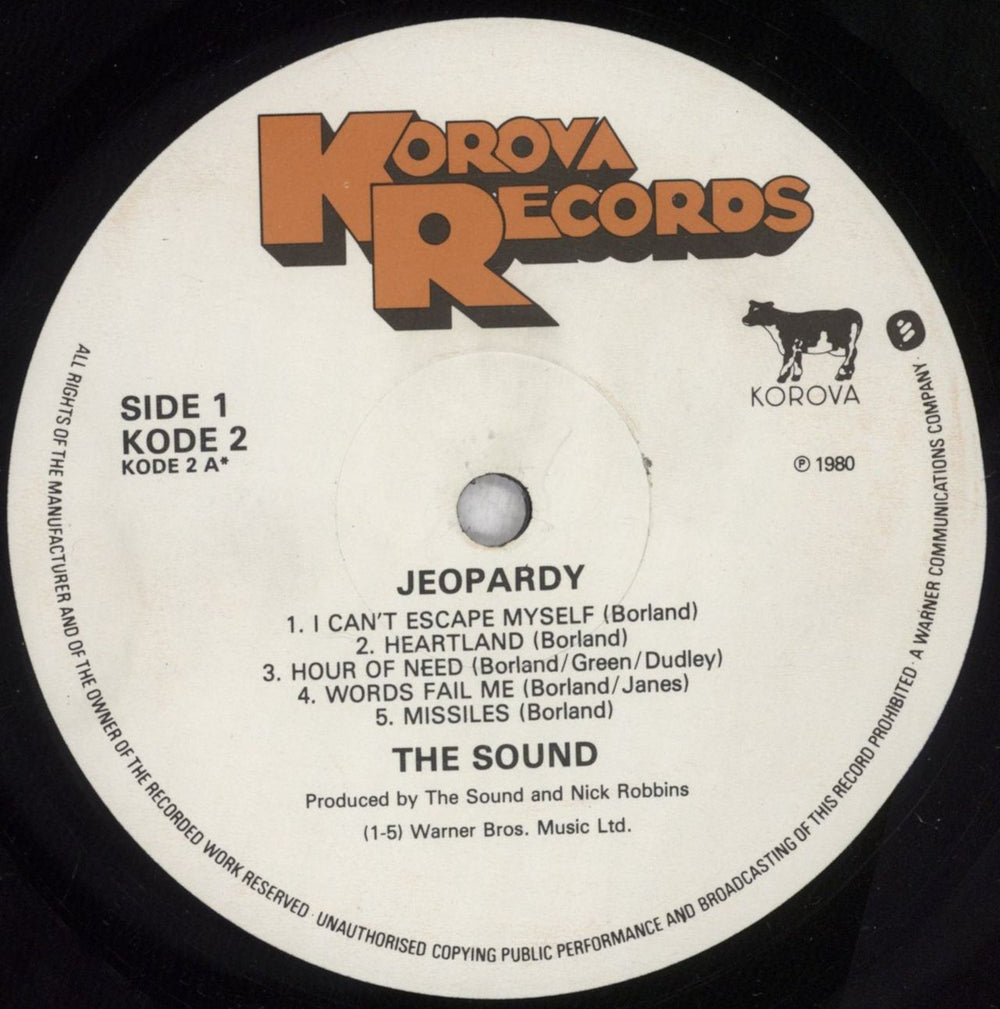 KOROVA
RECORDS
KOROVA
SIDE 1
KODE 2
KODE 2 A*
℗ 1980
JEOPARDY
1. I CAN'T ESCAPE MYSELF (Borland)
2. HEARTLAND (Borland)
3. HOUR OF NEED (Borland/Green/Dudley)
4. WORDS FAIL ME (Borland/Janes)
5. MISSILES (Borland)
THE SOUND
Produced by The Sound and Nick Robbins
(1-5) Warner Bros. Music Ltd.
ALL RIGHTS OF THE MANUFACTURER AND OF THE OWNER OF THE RECORDED WORK RESERVED · UNAUTHORISED COPYING PUBLIC PERFORMANCE AND BROADCASTING OF THIS RECORD PROHIBITED · A WARNER COMMUNICATIONS COMPANY ·